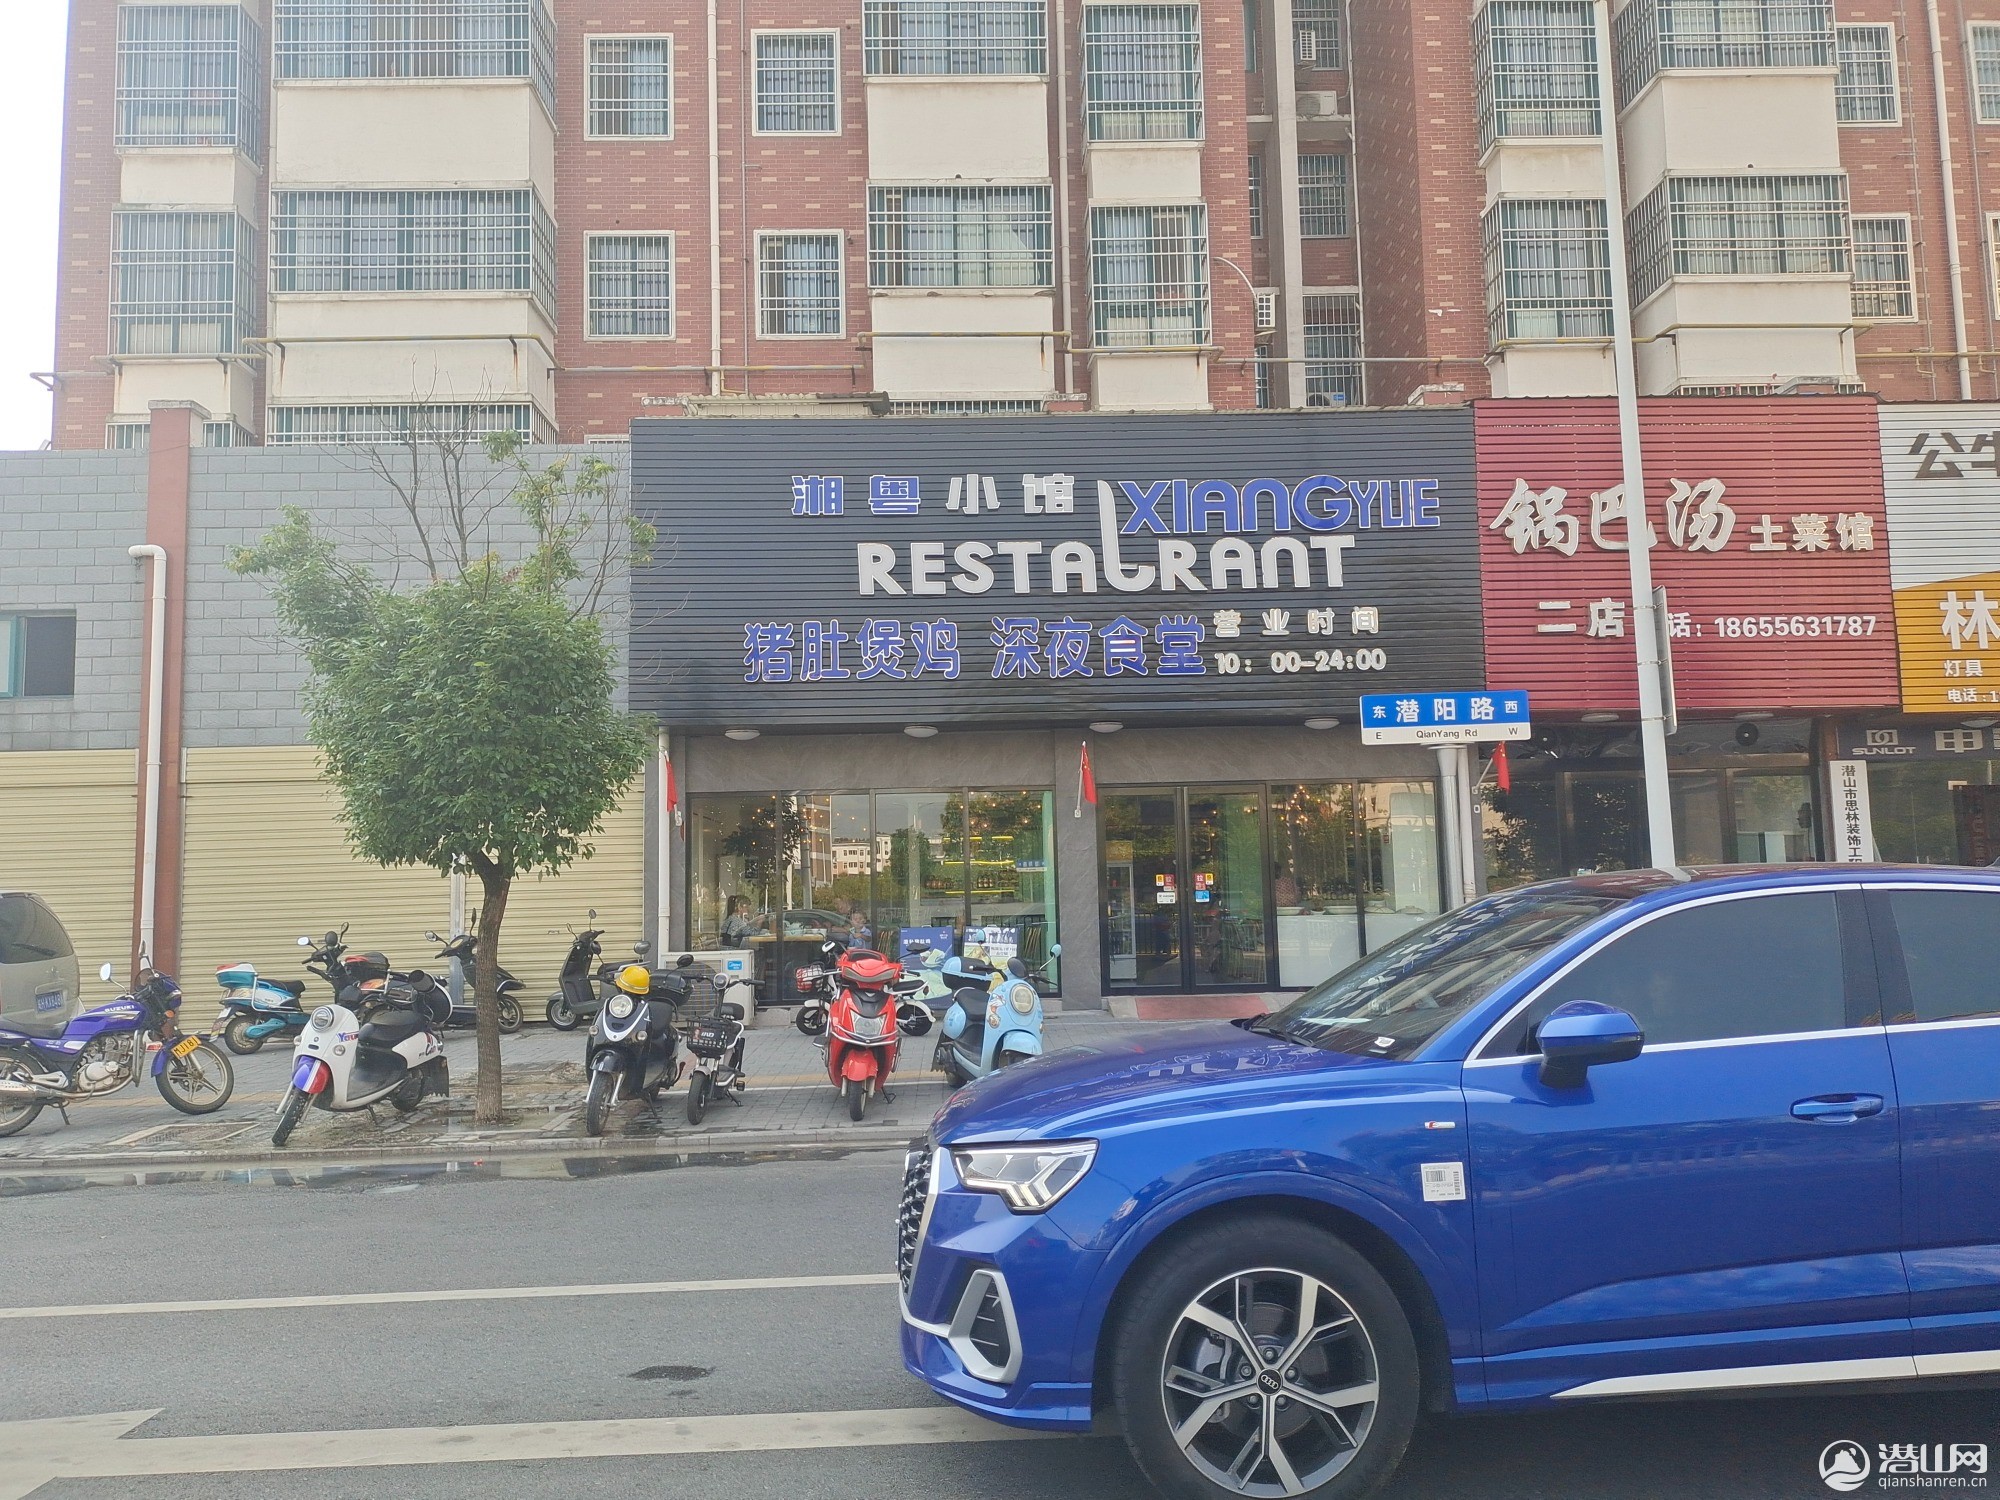 湘粤小馆 XIANGYUE
RESTAURANT
猪肚煲鸡 深夜食堂
营业时间
10：00-24:00
锅巴汤 土菜馆
二店 话: 18655631787
公牛
林
灯具
电话:1
东 潜阳路 西
E QianYang Rd W
SUNLOT
潜山市思林装饰工程
SUZUKI
潜山网
qianshanren.cn